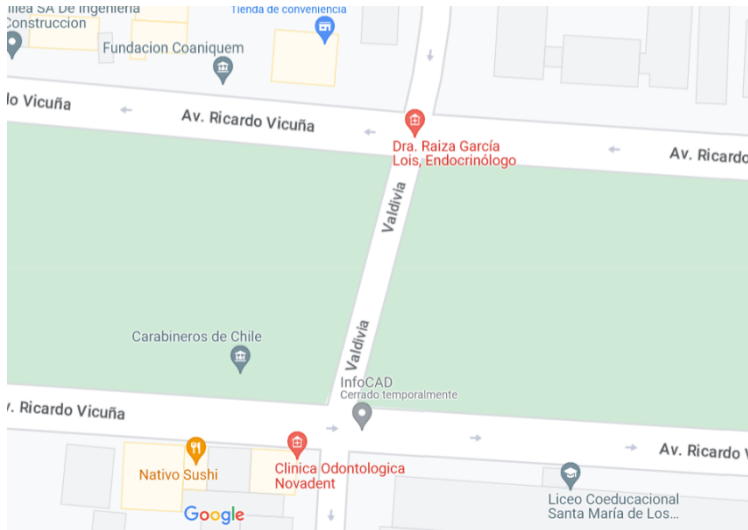 SA De Ingeniería
Construccion
Tienda de conveniencia
Fundacion Coaniquem
do Vicuña
Av. Ricardo Vicuña
Av. Ricardo
Dra. Raiza García
Lois, Endocrinólogo
Valdivia
Carabineros de Chile
Valdivia
InfoCAD
Cerrado temporalmente
v. Ricardo Vicuña
Av. Ricardo V
Nativo Sushi
Clinica Odontologica
Novadent
Liceo Coeducacional
Santa María de Los...
Google